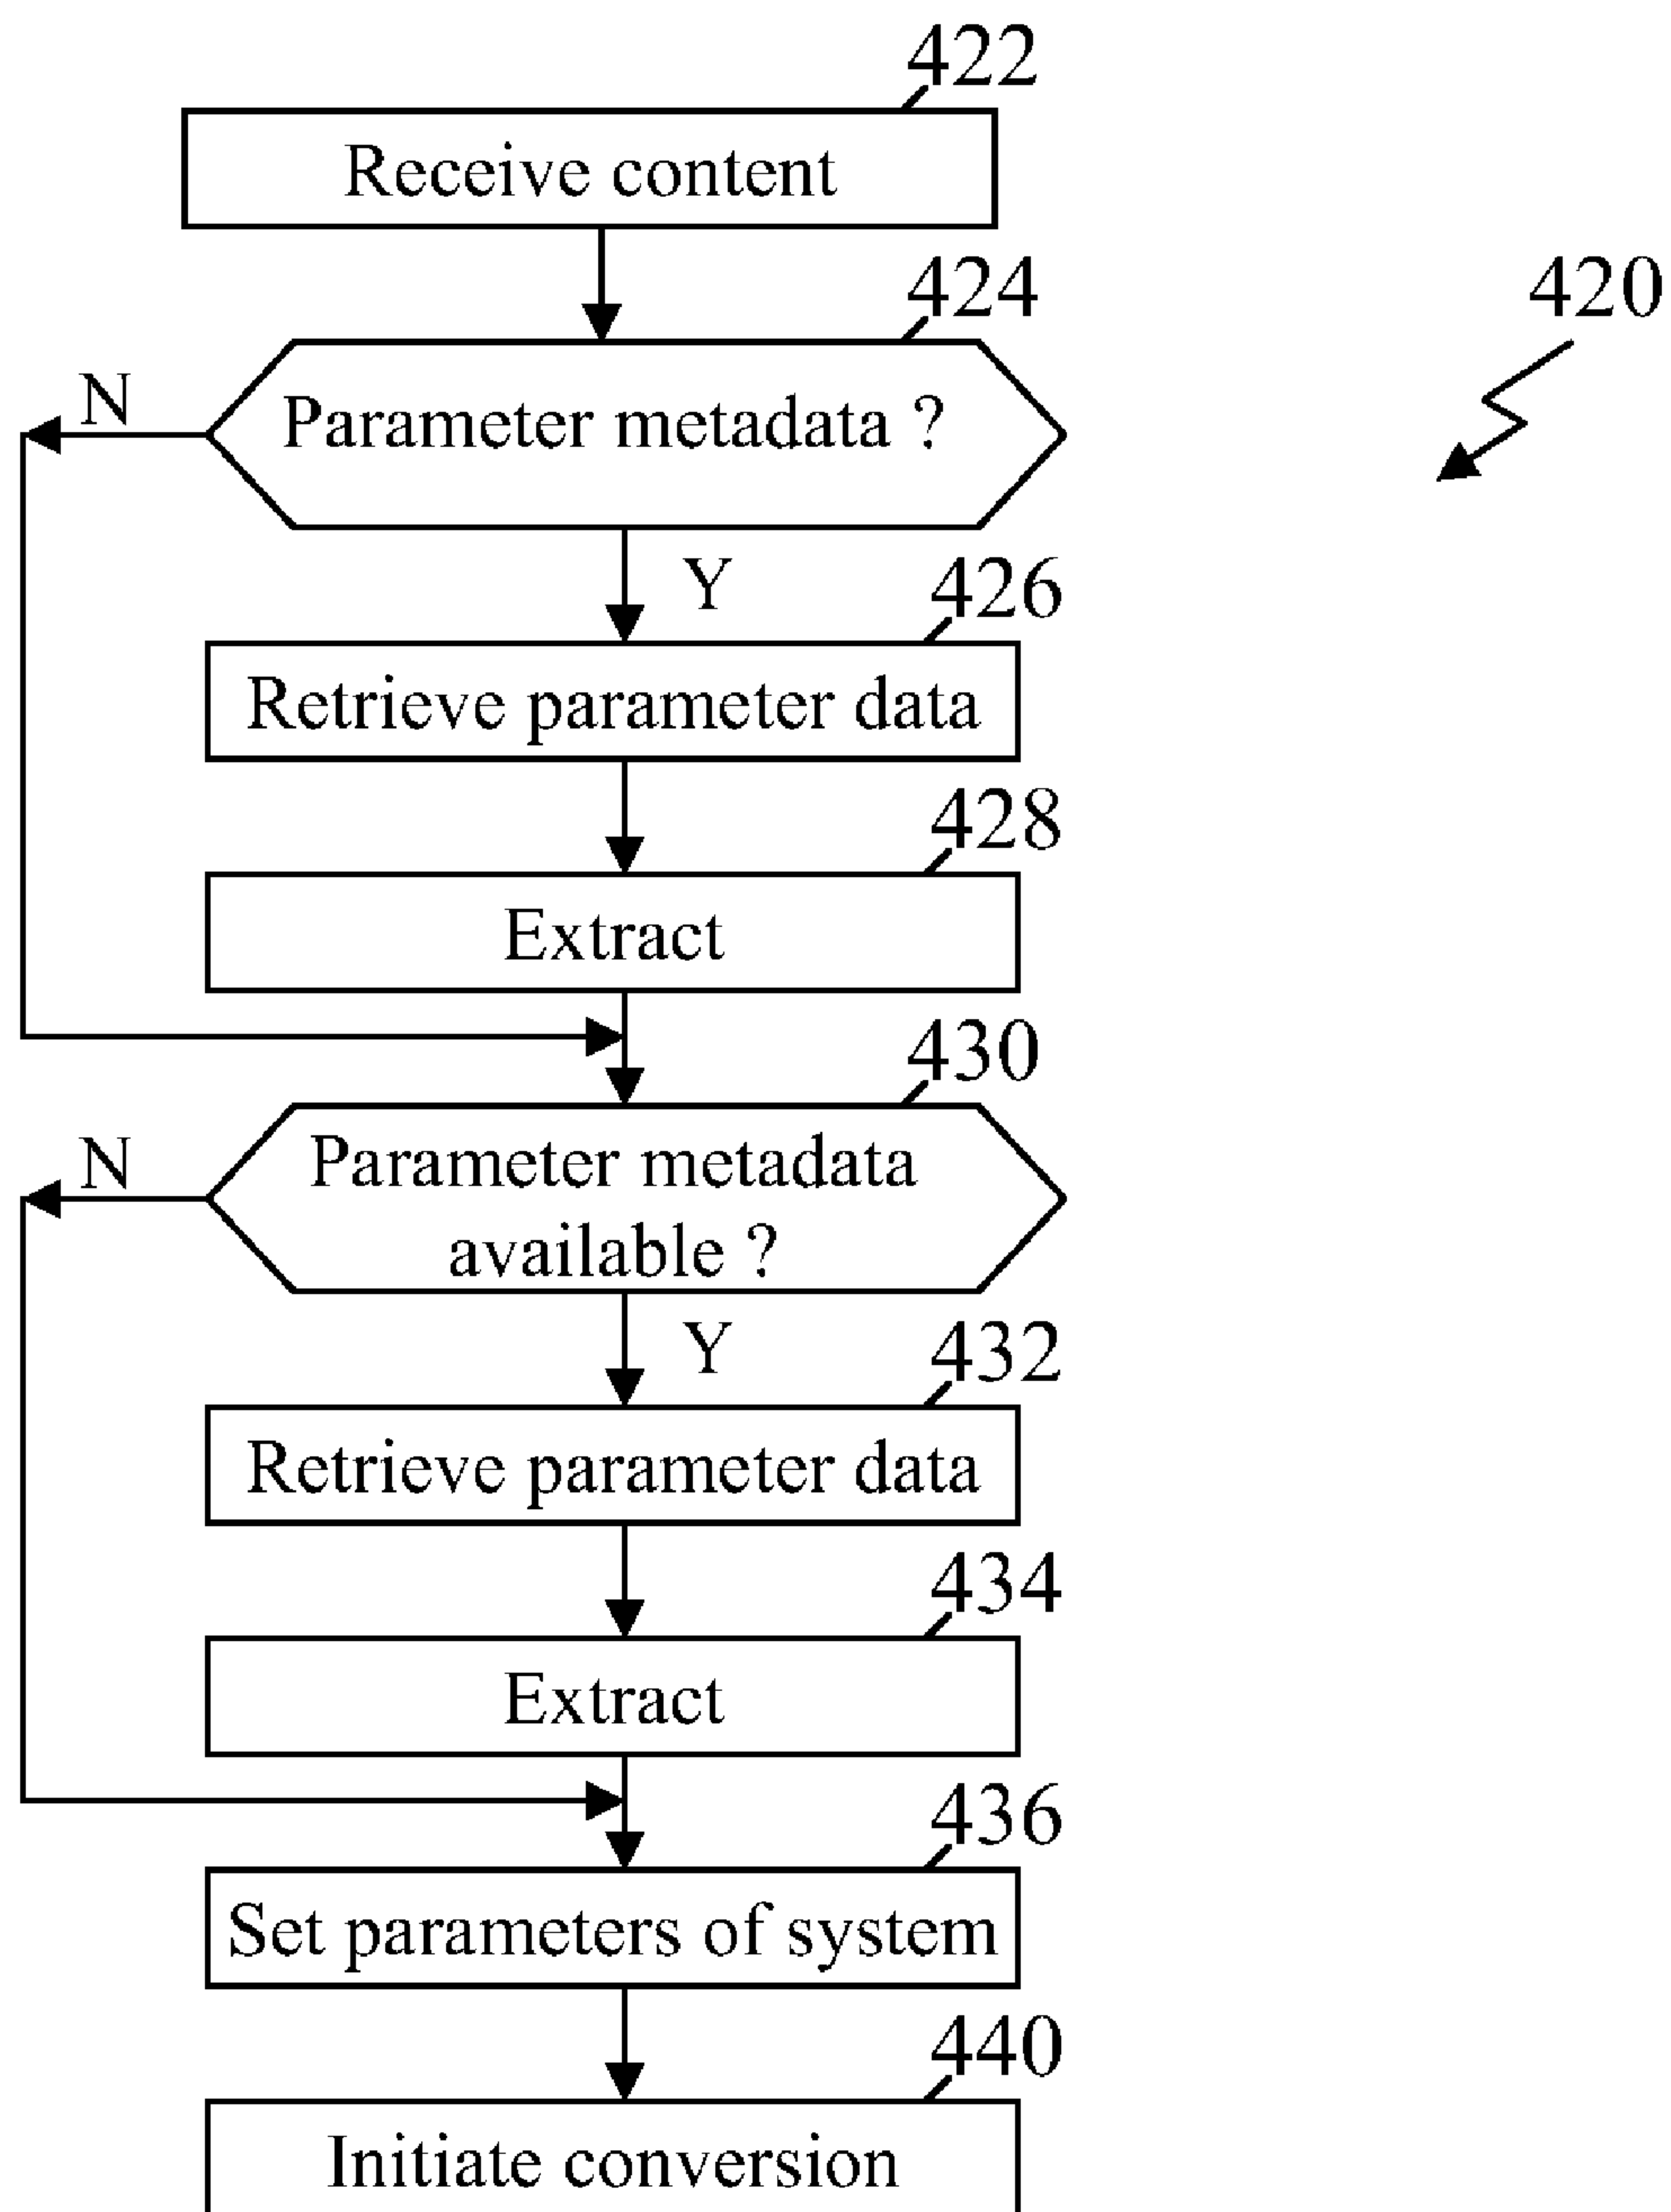 422
Receive content
424
420
N
Parameter metadata ?
Y
426
Retrieve parameter data
428
Extract
430
N
Parameter metadata
available ?
Y
432
Retrieve parameter data
434
Extract
436
Set parameters of system
440
Initiate conversion